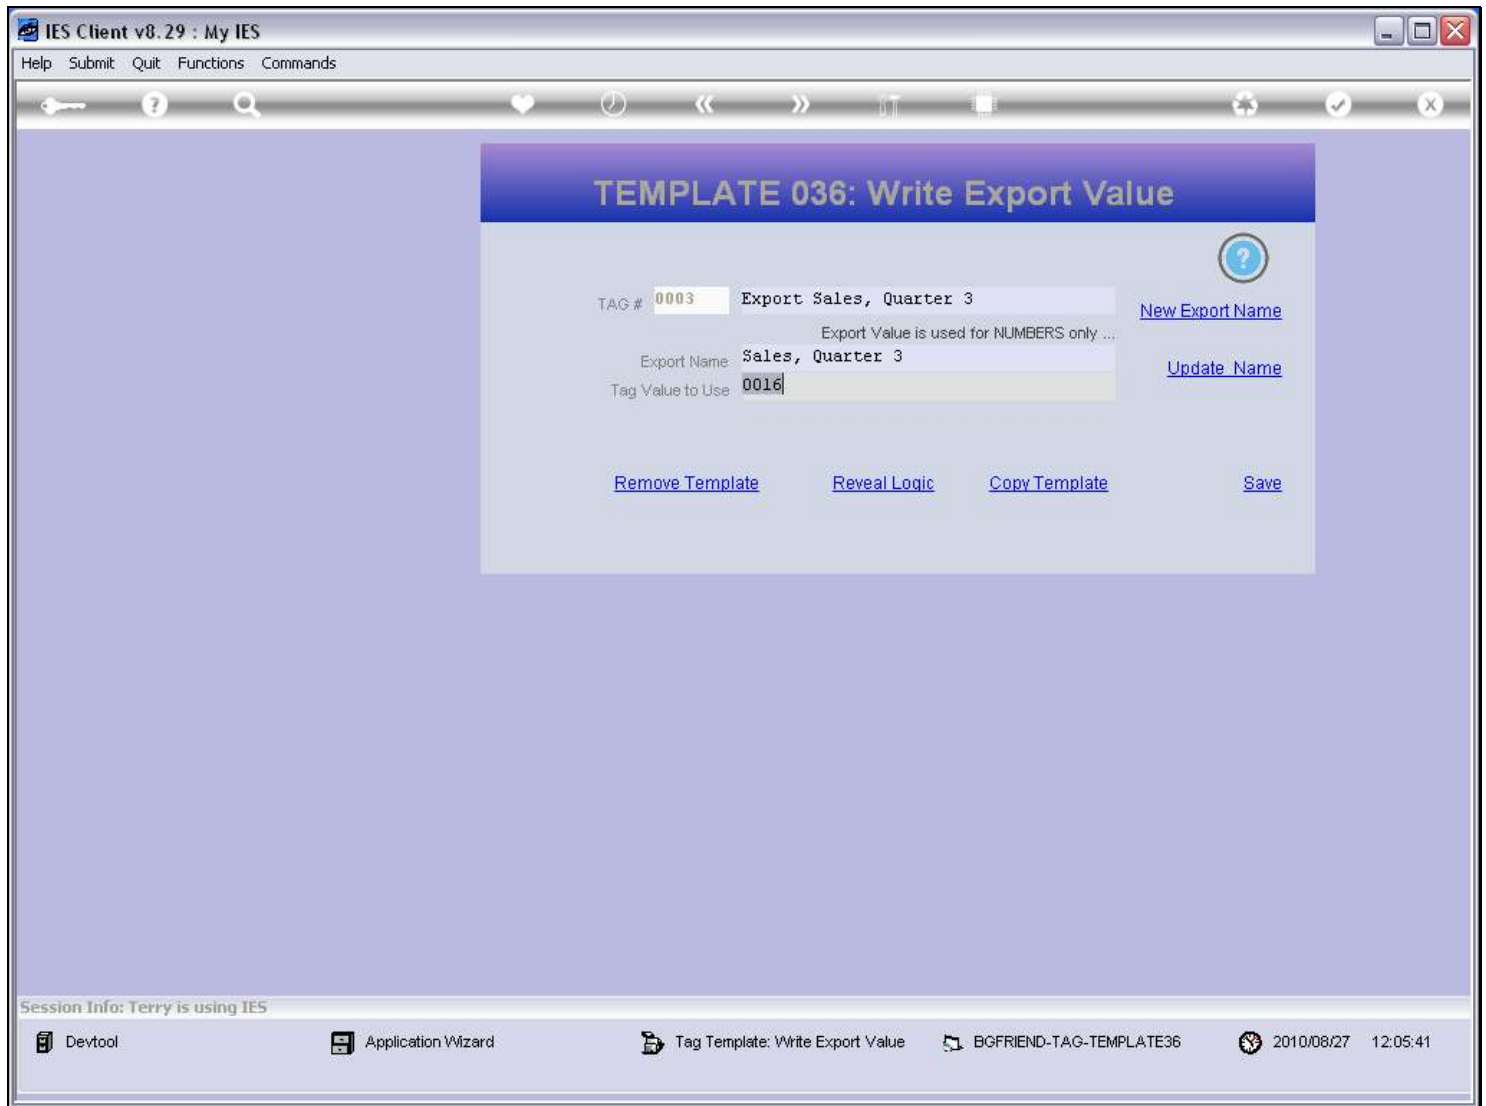 IES Client v8.29 : My IES
Help Submit Quit Functions Commands
TEMPLATE 036: Write Export Value
TAG # 0003 Export Sales, Quarter 3
New Export Name
Export Value is used for NUMBERS only ...
Export Name Sales, Quarter 3
Update Name
Tag Value to Use 0016
Remove Template Reveal Logic Copy Template Save
Session Info: Terry is using IES
Devtool Application Wizard Tag Template: Write Export Value BGFRIEND-TAG-TEMPLATE36 2010/08/27 12:05:41